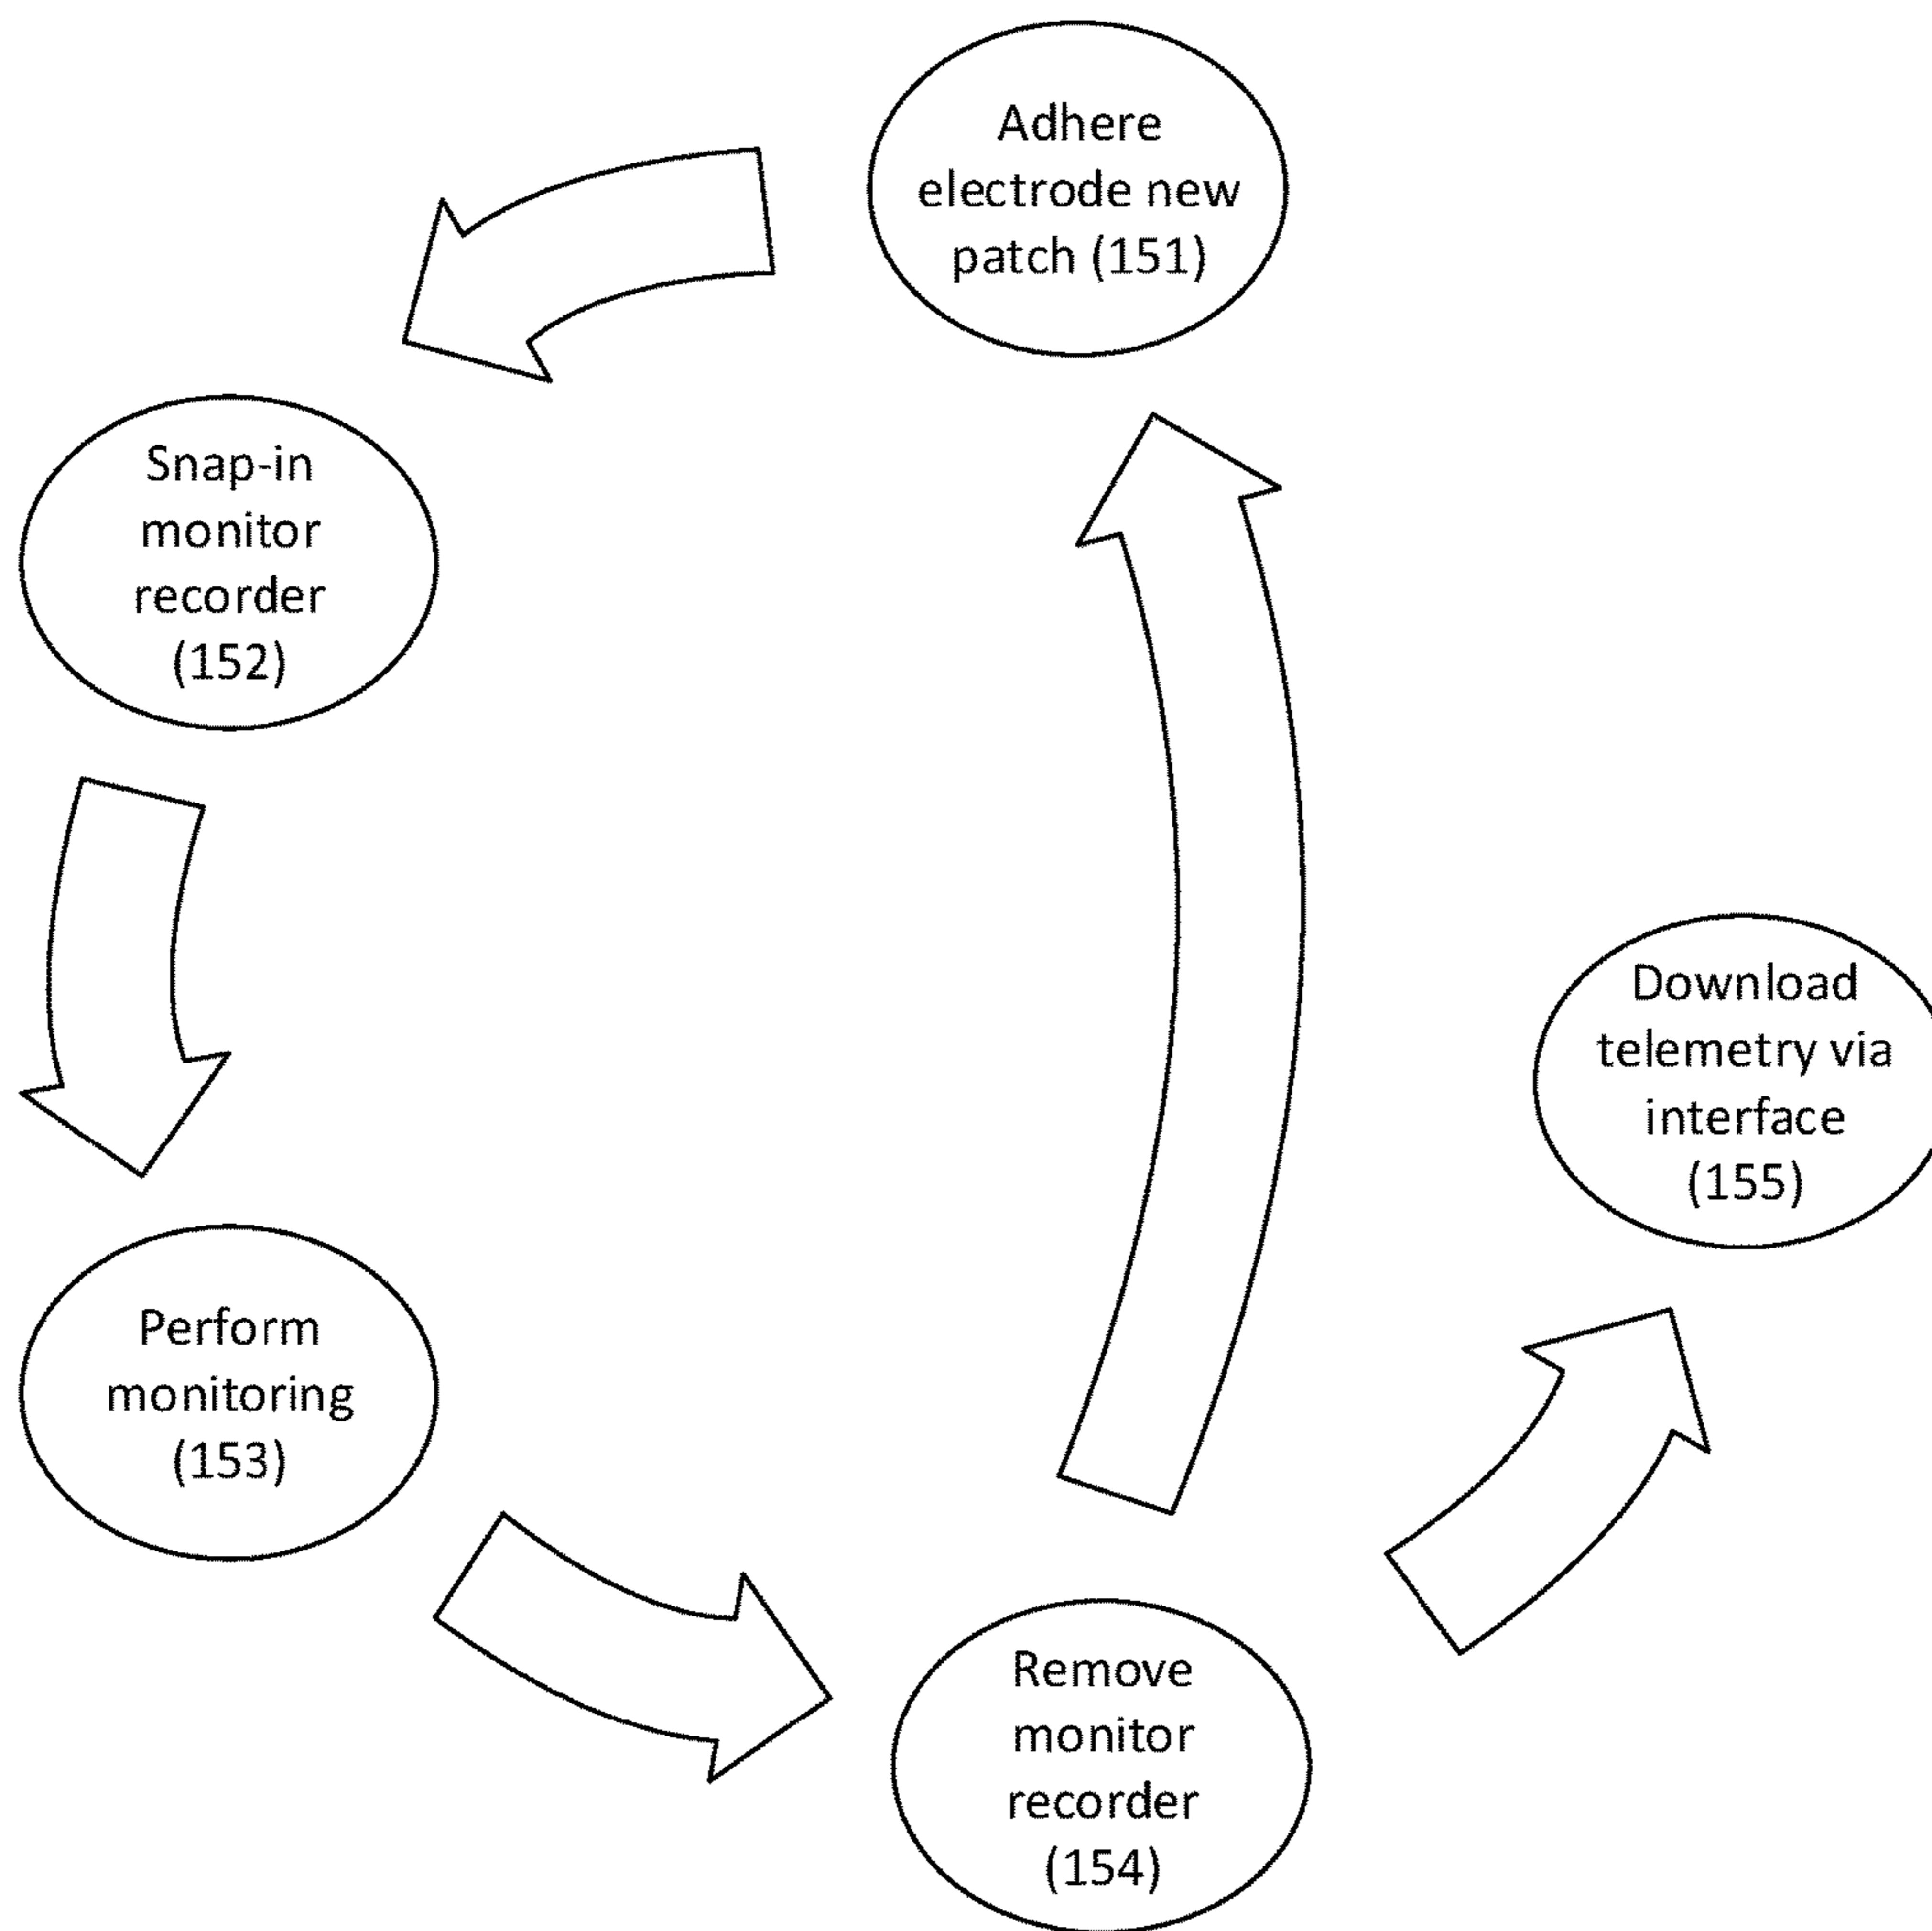 Adhere
electrode new
patch (151)
Snap-in
monitor
recorder
(152)
Perform
monitoring
(153)
Remove
monitor
recorder
(154)
Download
telemetry via
interface
(155)